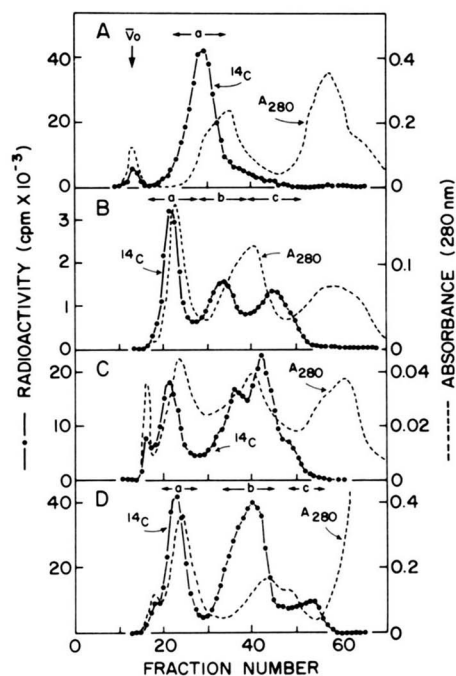 A
V̄o
a
¹⁴C
A280
40
20
0
0.4
0.2
0
B
a b c
¹⁴C
A280
3
2
1
0
0.1
0
C
A280
¹⁴C
20
10
0
0.04
0.02
0
D
a b c
¹⁴C
A280
40
20
0.4
0.2
0
0 20 40 60
FRACTION NUMBER
RADIOACTIVITY (cpm X 10⁻³)
ABSORBANCE (280 nm)